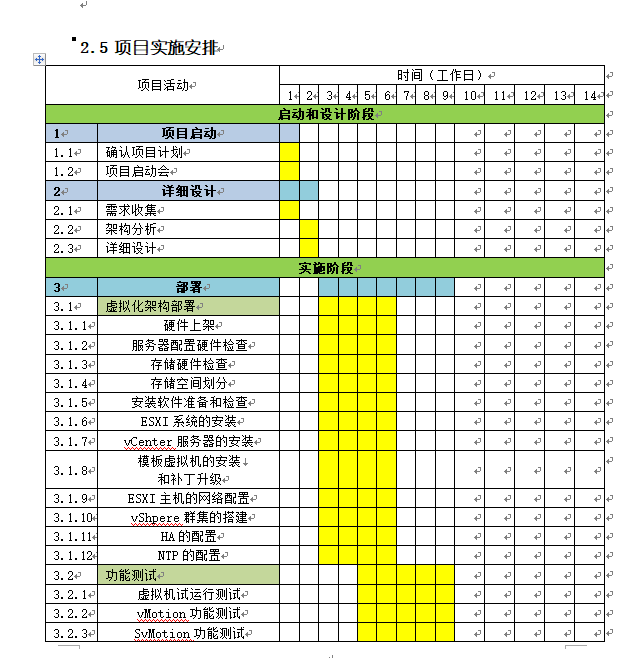 2.5 项目实施安排
项目活动 时间（工作日）
1 2 3 4 5 6 7 8 9 10 11 12 13 14
启动和设计阶段
1 项目启动
1.1 确认项目计划
1.2 项目启动会
2 详细设计
2.1 需求收集
2.2 架构分析
2.3 详细设计
实施阶段
3 部署
3.1 虚拟化架构部署
3.1.1 硬件上架
3.1.2 服务器配置硬件检查
3.1.3 存储硬件检查
3.1.4 存储空间划分
3.1.5 安装软件准备和检查
3.1.6 ESXI 系统的安装
3.1.7 vCenter 服务器的安装
3.1.8 模板虚拟机的安装
和补丁升级
3.1.9 ESXI 主机的网络配置
3.1.10 vShpere 群集的搭建
3.1.11 HA 的配置
3.1.12 NTP 的配置
3.2 功能测试
3.2.1 虚拟机试运行测试
3.2.2 vMotion 功能测试
3.2.3 SvMotion 功能测试